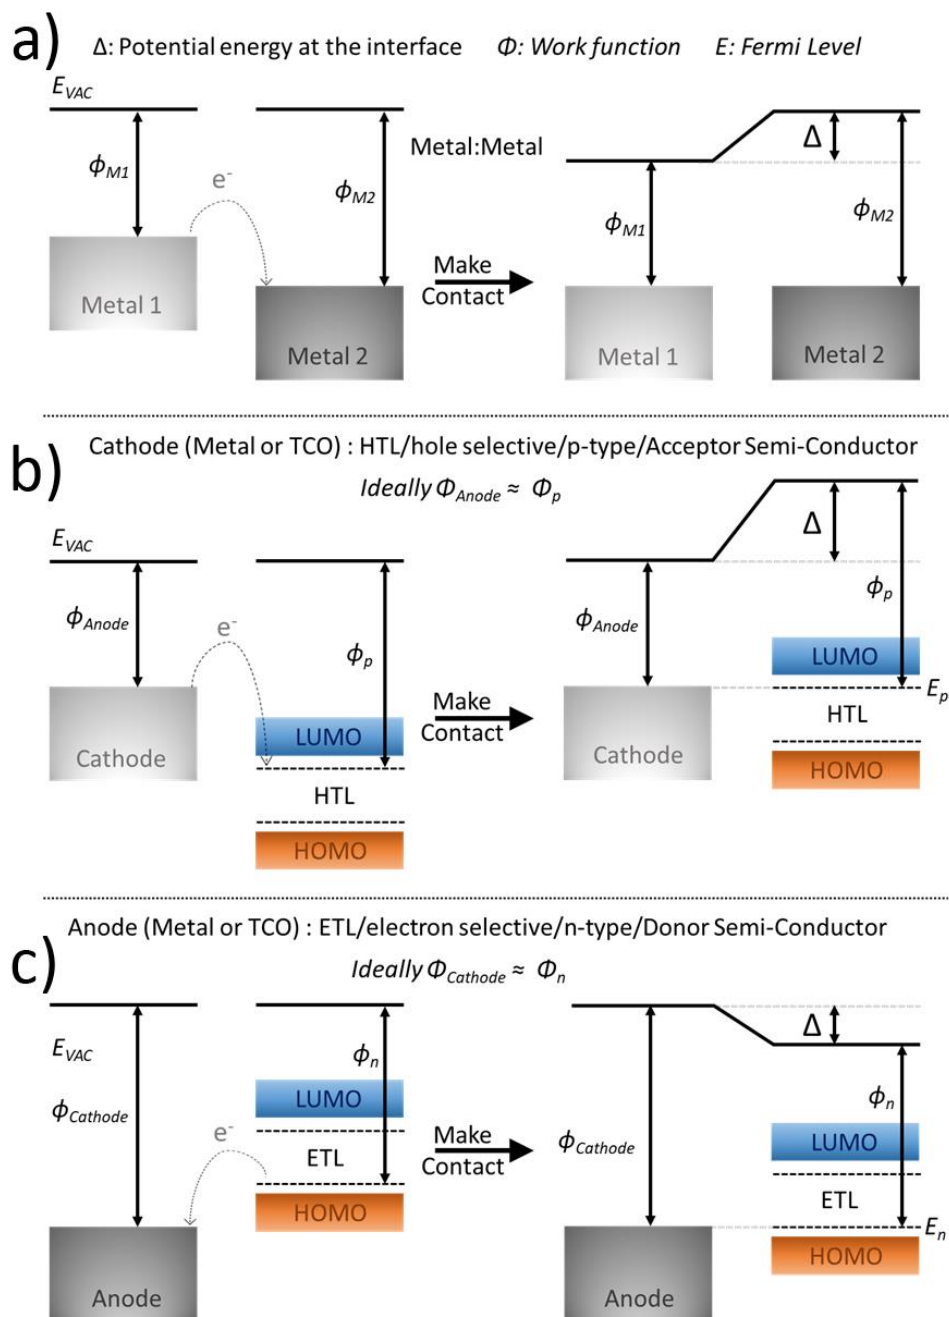 a)
Δ: Potential energy at the interface Φ: Work function E: Fermi Level
E_VAC
ϕ_M1
e⁻
ϕ_M2
Metal 1
Metal 2
Metal:Metal
Make
Contact
Δ
ϕ_M1
ϕ_M2
Metal 1
Metal 2
Cathode (Metal or TCO) : HTL/hole selective/p-type/Acceptor Semi-Conductor
b)
Ideally Φ_Anode ≈ Φ_p
E_VAC
ϕ_Anode
e⁻
ϕ_p
Cathode
LUMO
HTL
HOMO
Make
Contact
Δ
ϕ_Anode
ϕ_p
LUMO
E_p
HTL
Cathode
HOMO
Anode (Metal or TCO) : ETL/electron selective/n-type/Donor Semi-Conductor
c)
Ideally Φ_Cathode ≈ Φ_n
E_VAC
ϕ_Cathode
ϕ_n
LUMO
e⁻
ETL
HOMO
Anode
Make
Contact
Δ
ϕ_n
ϕ_Cathode
LUMO
ETL
E_n
HOMO
Anode